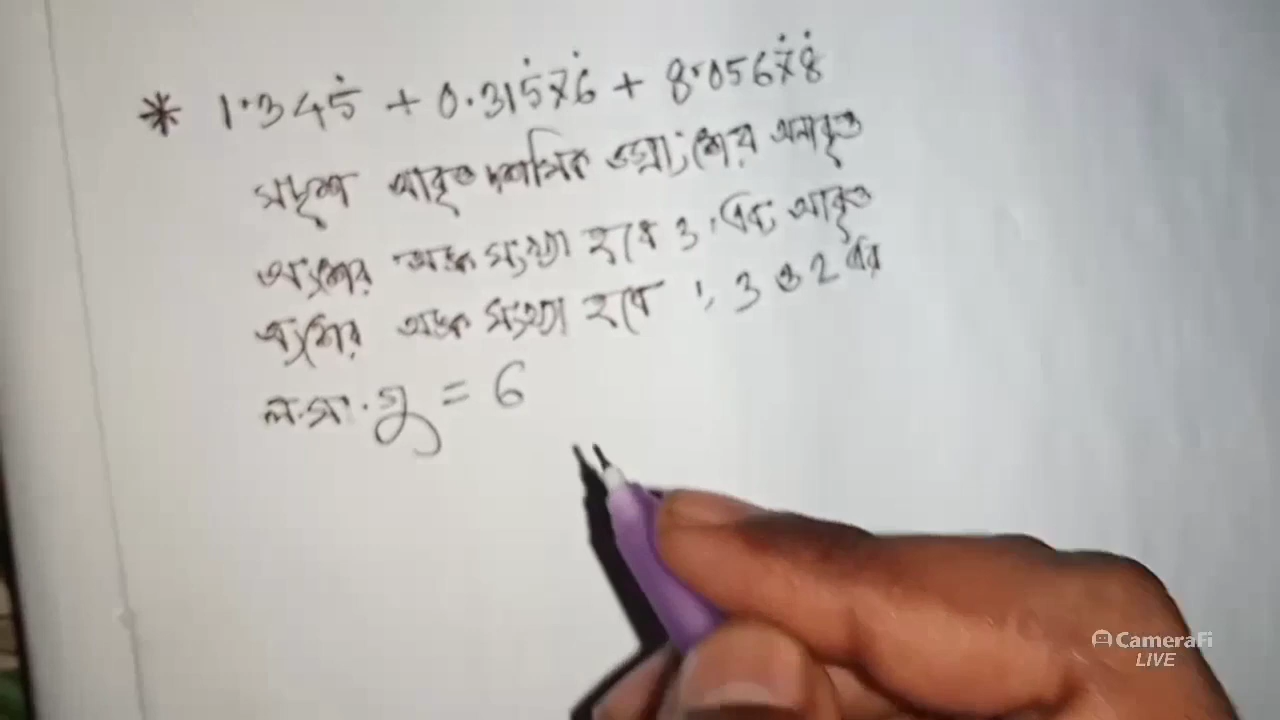 * 1.345̇ + 0.315̇76̇ + 8.0567̇8̇
সদৃশ আবৃত দশমিক ভগ্নাংশের অনাবৃত
অংশের অঙ্ক সংখ্যা হবে 3, এবং আবৃত
অংশের অঙ্ক সংখ্যা হবে 1, 3 ও 2 এর
ল.সা.গু = 6
CameraFi
LIVE